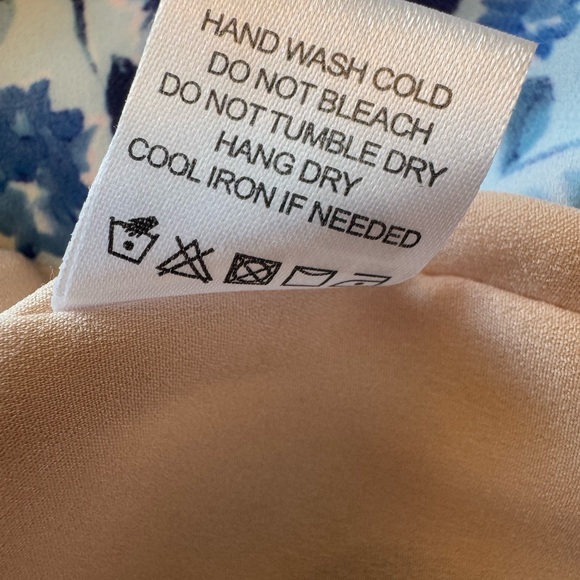 HAND WASH COLD
DO NOT BLEACH
DO NOT TUMBLE DRY
HANG DRY
COOL IRON IF NEEDED